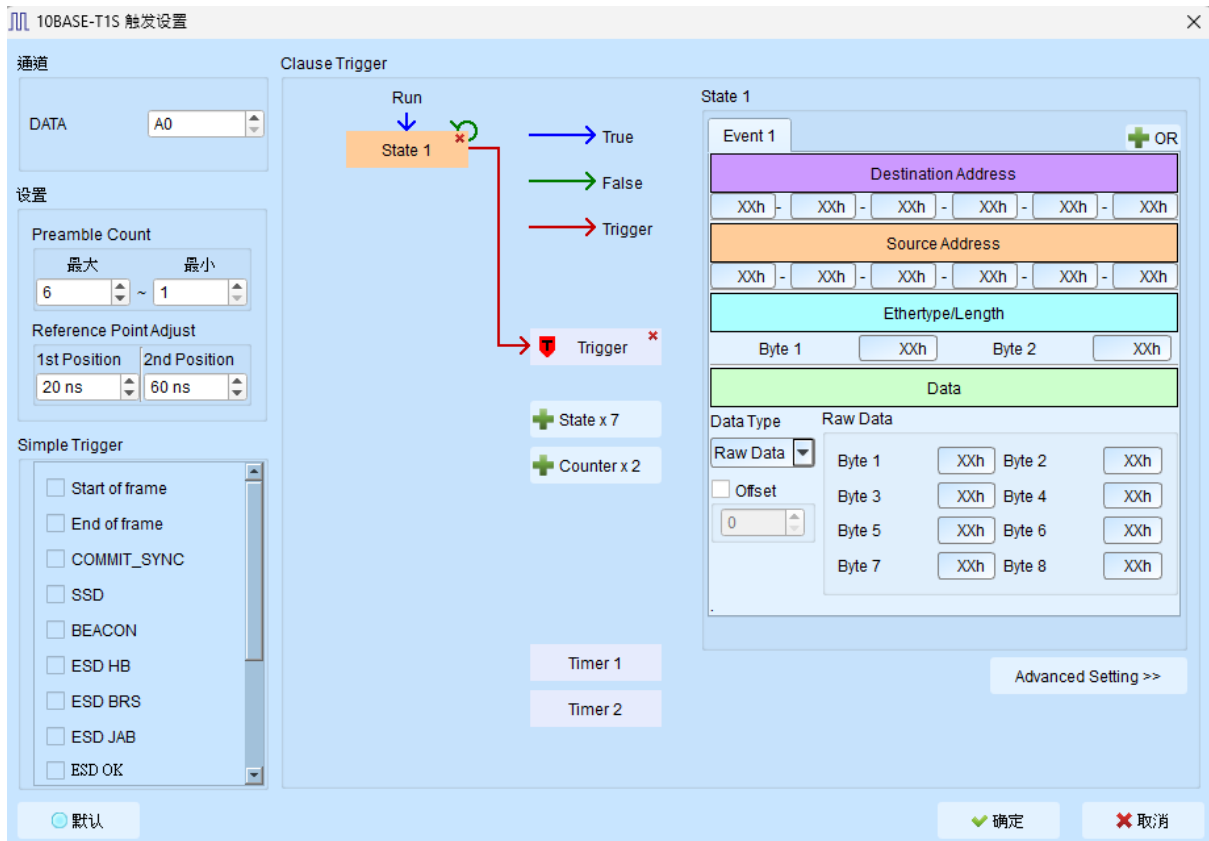 10BASE-T1S 触发设置
通道
DATA
A0
设置
Preamble Count
最大 最小
6 ~ 1
Reference Point Adjust
1st Position 2nd Position
20 ns 60 ns
Simple Trigger
Start of frame
End of frame
COMMIT_SYNC
SSD
BEACON
ESD HB
ESD BRS
ESD JAB
ESD OK
默认
Clause Trigger
Run
State 1
True
False
Trigger
T Trigger
State x 7
Counter x 2
Timer 1
Timer 2
State 1
Event 1
OR
Destination Address
XXh - XXh - XXh - XXh - XXh - XXh
Source Address
XXh - XXh - XXh - XXh - XXh - XXh
Ethertype/Length
Byte 1 XXh Byte 2 XXh
Data
Data Type Raw Data
Raw Data
Offset
0
Byte 1 XXh Byte 2 XXh
Byte 3 XXh Byte 4 XXh
Byte 5 XXh Byte 6 XXh
Byte 7 XXh Byte 8 XXh
.
Advanced Setting >>
确定
取消